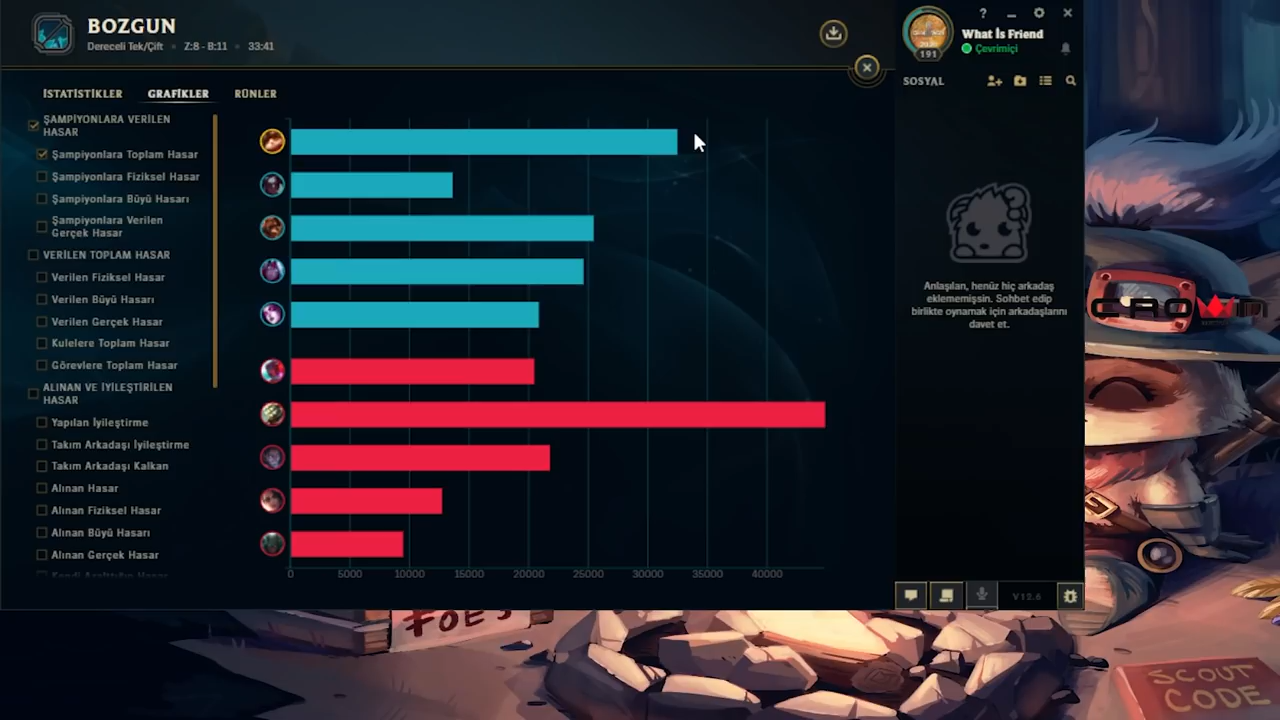 BOZGUN
Dereceli Tek/Çift • Z:8 - B:11 • 33:41
İSTATİSTİKLER GRAFİKLER RÜNLER
ŞAMPİYONLARA VERİLEN
HASAR
Şampiyonlara Toplam Hasar
Şampiyonlara Fiziksel Hasar
Şampiyonlara Büyü Hasarı
Şampiyonlara Verilen
Gerçek Hasar
VERİLEN TOPLAM HASAR
Verilen Fiziksel Hasar
Verilen Büyü Hasarı
Verilen Gerçek Hasar
Kulelere Toplam Hasar
Görevlere Toplam Hasar
ALINAN VE İYİLEŞTİRİLEN
HASAR
Yapılan İyileştirme
Takım Arkadaşı İyileştirme
Takım Arkadaşı Kalkan
Alınan Hasar
Alınan Fiziksel Hasar
Alınan Büyü Hasarı
Alınan Gerçek Hasar
0 5000 10000 15000 20000 25000 30000 35000 40000
What İs Friend
Çevrimiçi
191
SOSYAL
Anlaşılan, henüz hiç arkadaş
eklememişsin. Sohbet edip
birlikte oynamak için arkadaşlarını
davet et.
V12.6
CROWN
FOES
SCOUT
CODE